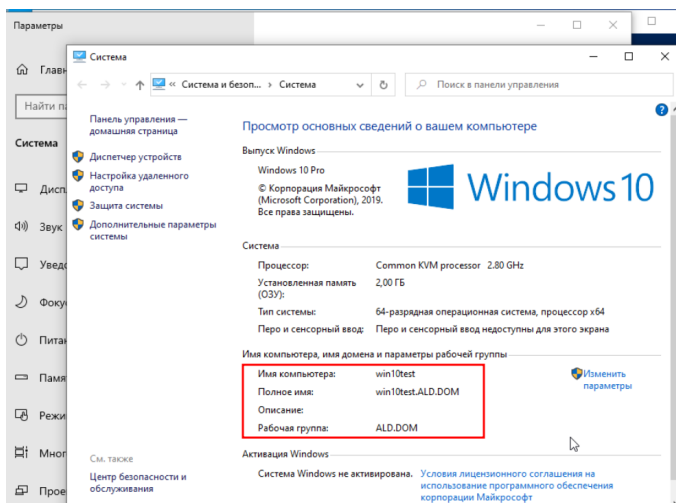 Параметры
Система
Главн
« Система и безоп... › Система
Поиск в панели управления
Найти па
Панель управления —
домашняя страница
Просмотр основных сведений о вашем компьютере
Система
Диспетчер устройств
Выпуск Windows
Windows 10 Pro
Настройка удаленного
доступа
© Корпорация Майкрософт
(Microsoft Corporation), 2019.
Все права защищены.
Windows 10
Дисп
Защита системы
Звук
Дополнительные параметры
системы
Система
Процессор: Common KVM processor 2.80 GHz
Уведо
Установленная память
(ОЗУ): 2,00 ГБ
Фоку
Тип системы: 64-разрядная операционная система, процессор x64
Перо и сенсорный ввод: Перо и сенсорный ввод недоступны для этого экрана
Питан
Имя компьютера, имя домена и параметры рабочей группы
Имя компьютера: win10test
Изменить
параметры
Памя
Полное имя: win10test.ALD.DOM
Описание:
Режи
Рабочая группа: ALD.DOM
Мног
См. также
Активация Windows
Центр безопасности и
обслуживания
Система Windows не активирована. Условия лицензионного соглашения на
использование программного обеспечения
корпорации Майкрософт
Прое